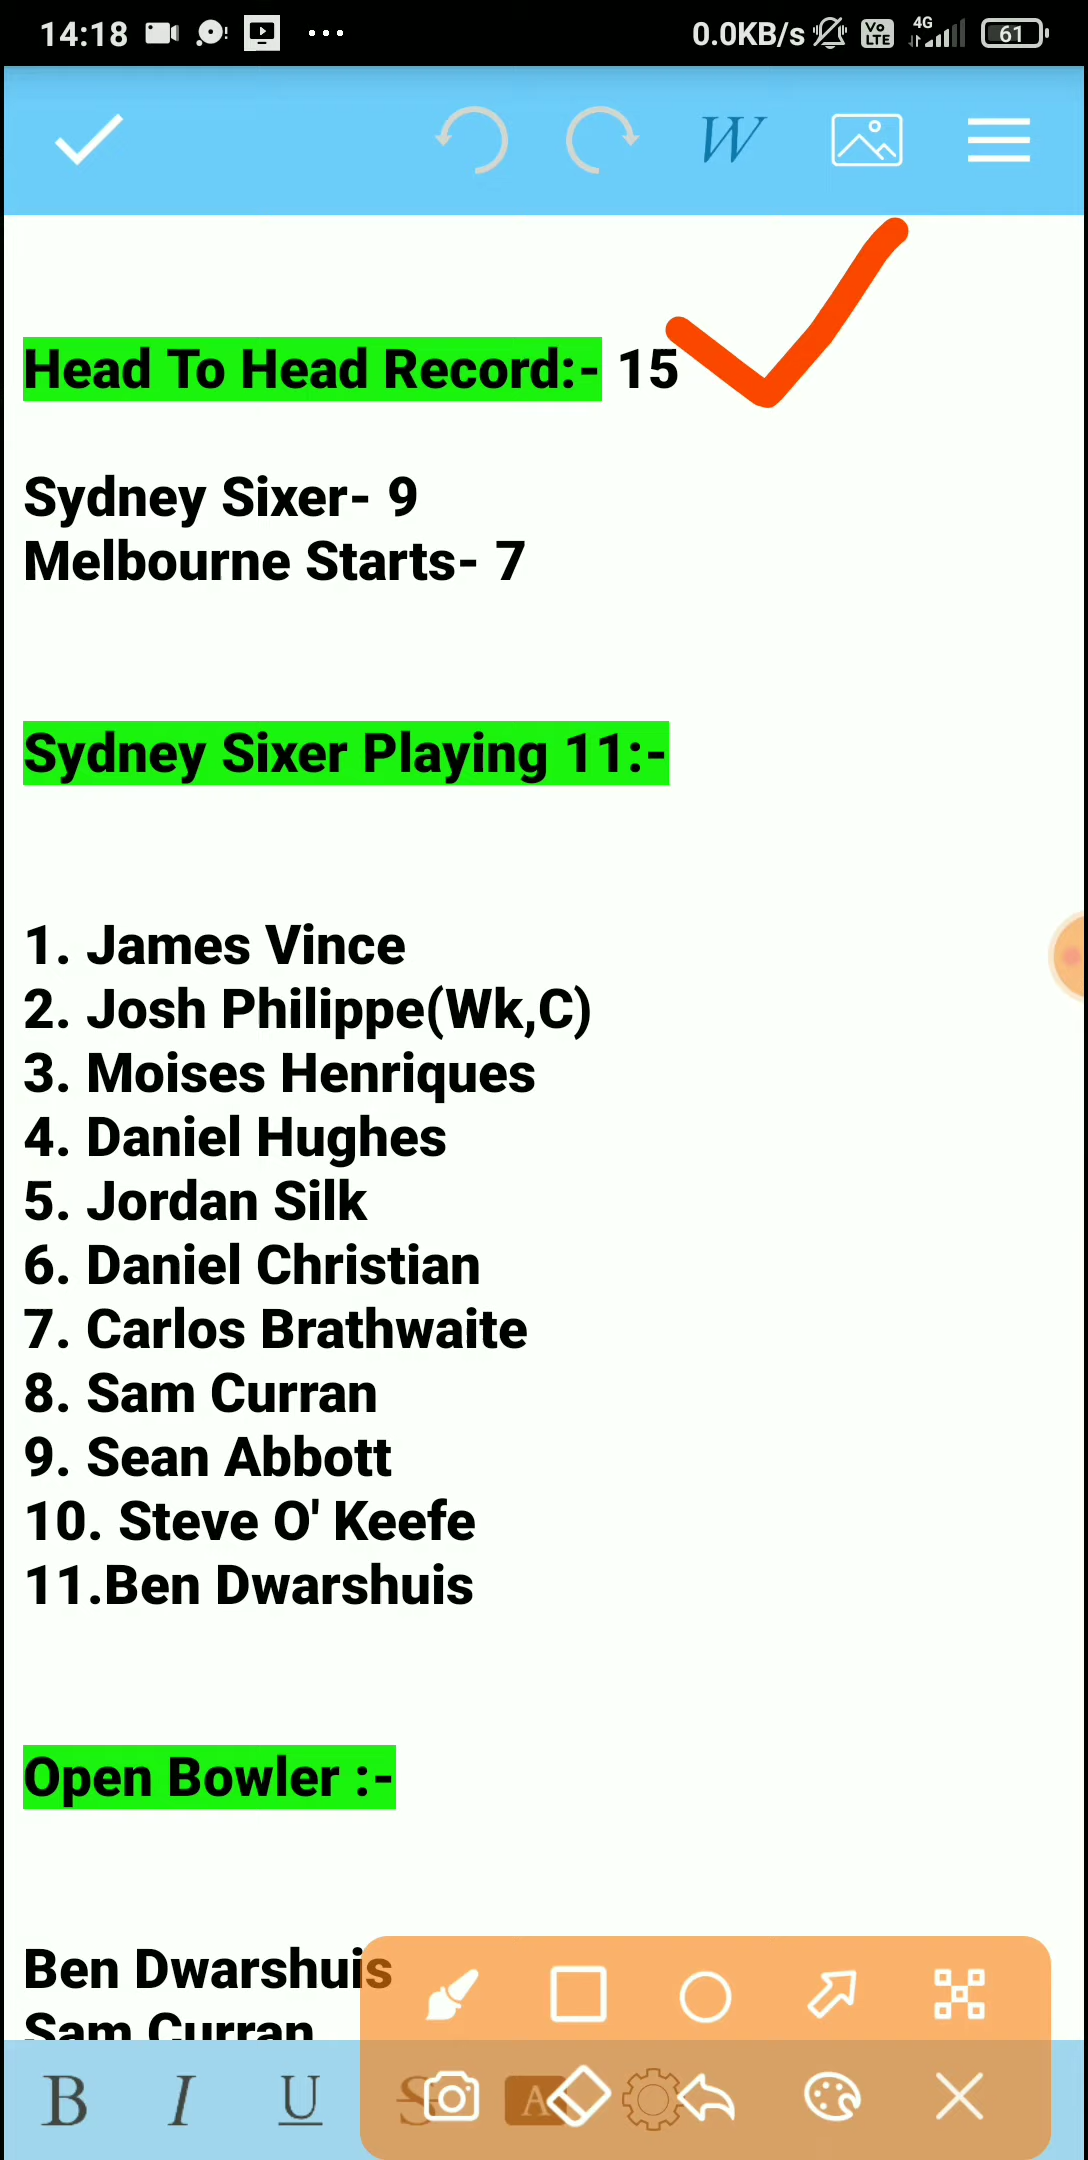 14:18 0.0KB/s Vo LTE 4G 61
W
Head To Head Record:- 15
Sydney Sixer- 9
Melbourne Starts- 7
Sydney Sixer Playing 11:-
1. James Vince
2. Josh Philippe(Wk,C)
3. Moises Henriques
4. Daniel Hughes
5. Jordan Silk
6. Daniel Christian
7. Carlos Brathwaite
8. Sam Curran
9. Sean Abbott
10. Steve O' Keefe
11.Ben Dwarshuis
Open Bowler :-
Ben Dwarshuis
Sam Curran
B I U S A